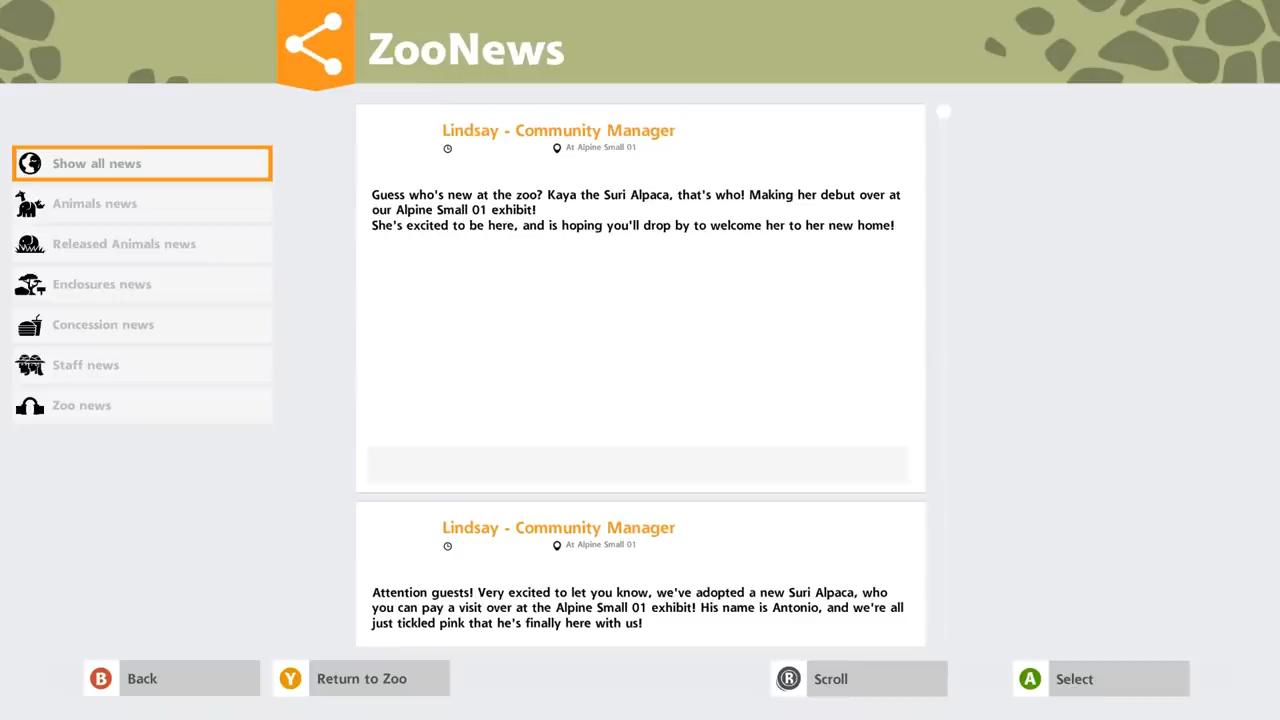 ZooNews
Show all news
Animals news
Released Animals news
Enclosures news
Concession news
Staff news
Zoo news
Lindsay - Community Manager
At Alpine Small 01
Guess who's new at the zoo? Kaya the Suri Alpaca, that's who! Making her debut over at
our Alpine Small 01 exhibit!
She's excited to be here, and is hoping you'll drop by to welcome her to her new home!
Lindsay - Community Manager
At Alpine Small 01
Attention guests! Very excited to let you know, we've adopted a new Suri Alpaca, who
you can pay a visit over at the Alpine Small 01 exhibit! His name is Antonio, and we're all
just tickled pink that he's finally here with us!
B Back
Y Return to Zoo
R Scroll
A Select